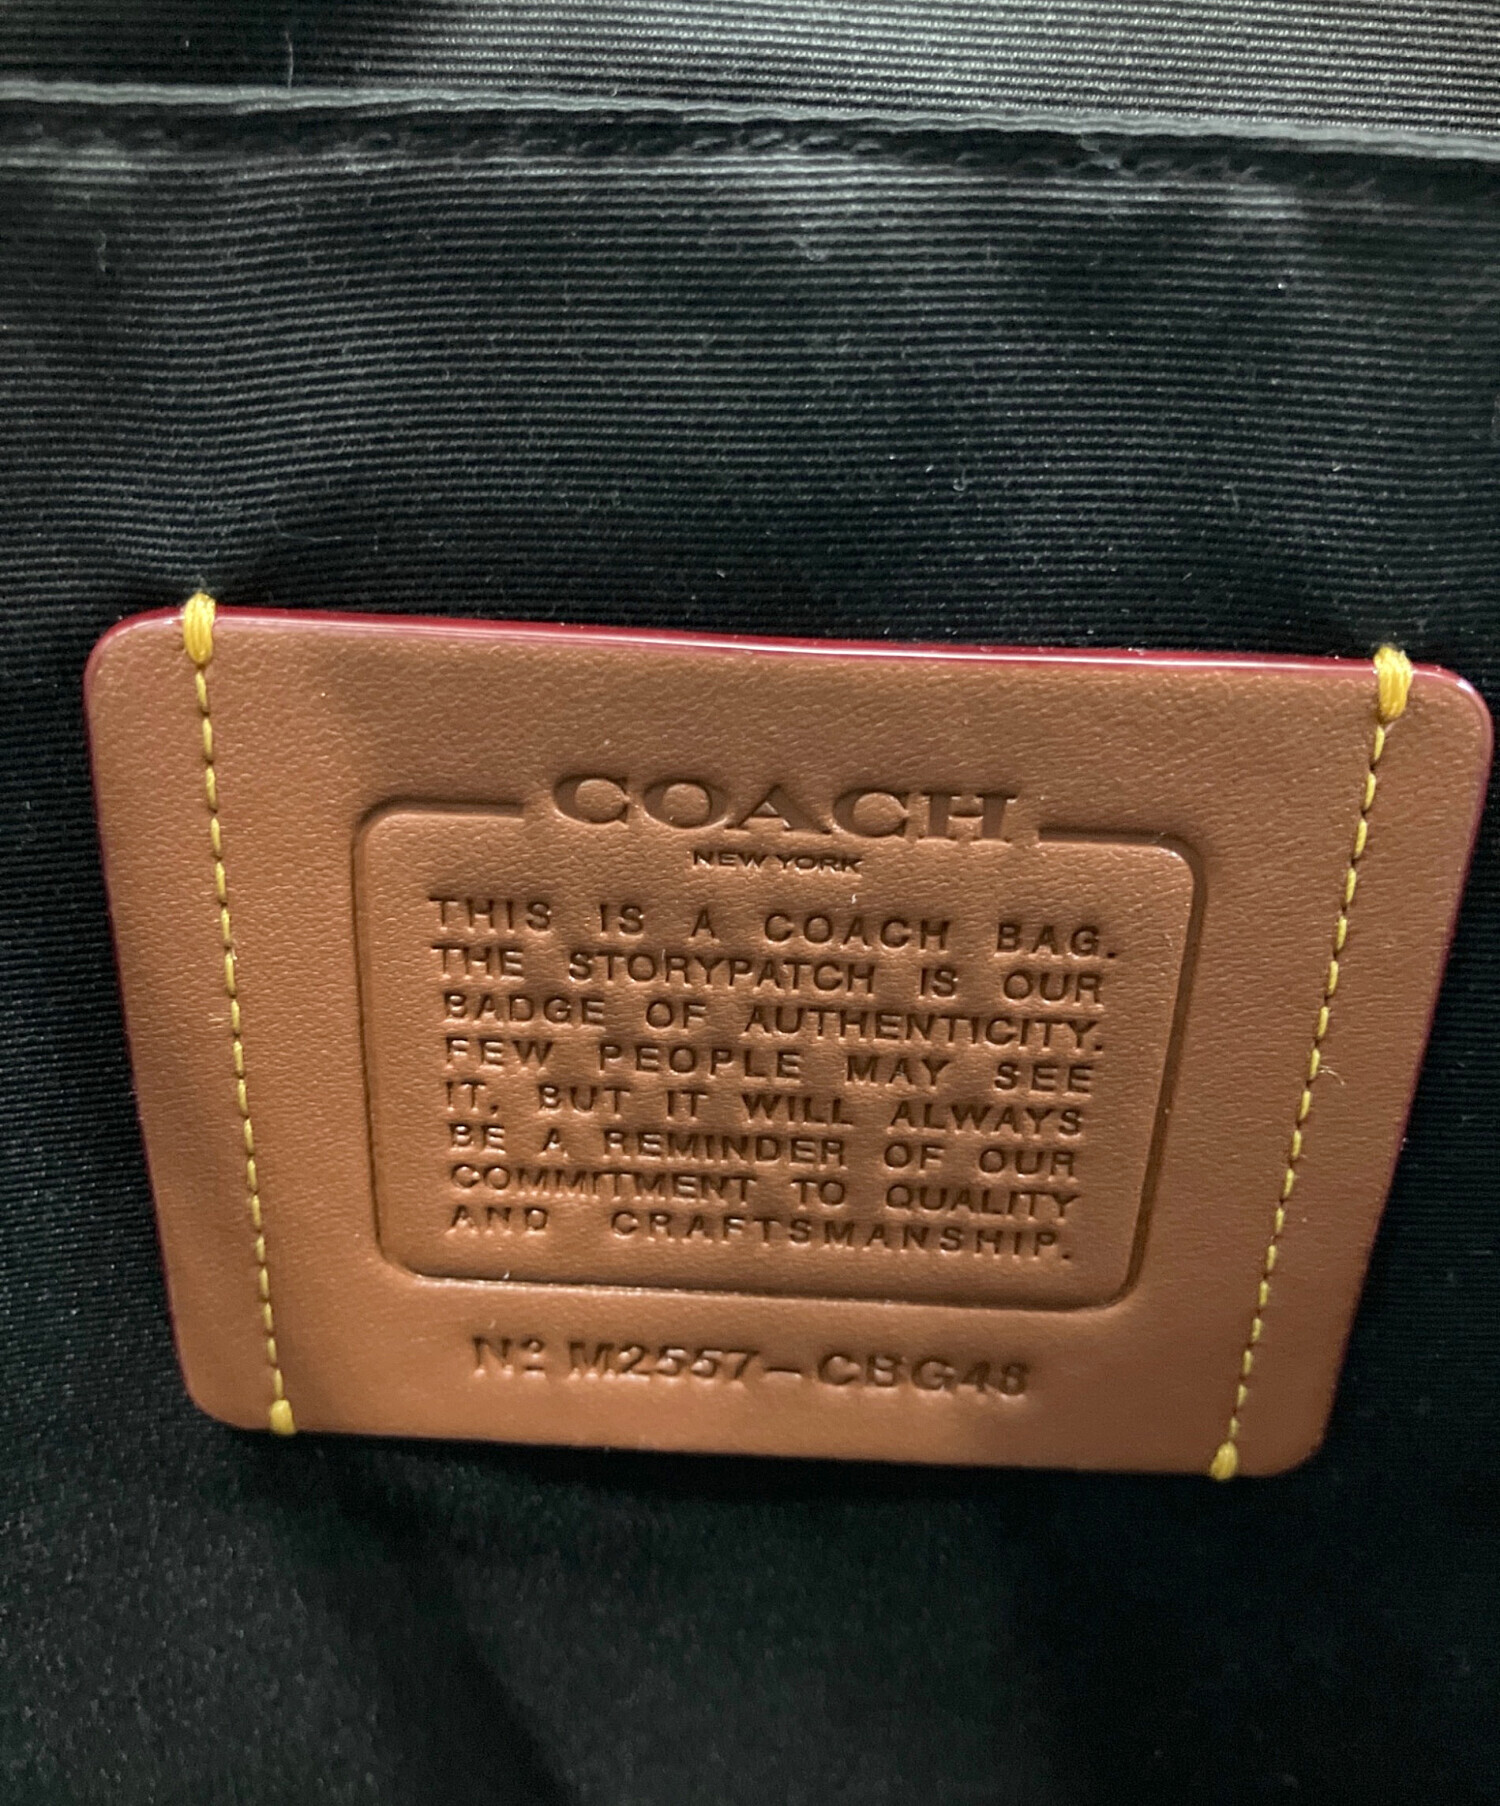 COACH
NEW YORK
THIS IS A COACH BAG.
THE STORYPATCH IS OUR
BADGE OF AUTHENTICITY.
FEW PEOPLE MAY SEE
IT, BUT IT WILL ALWAYS
BE A REMINDER OF OUR
COMMITMENT TO QUALITY
AND CRAFTSMANSHIP.
Nº M2557-CBG48